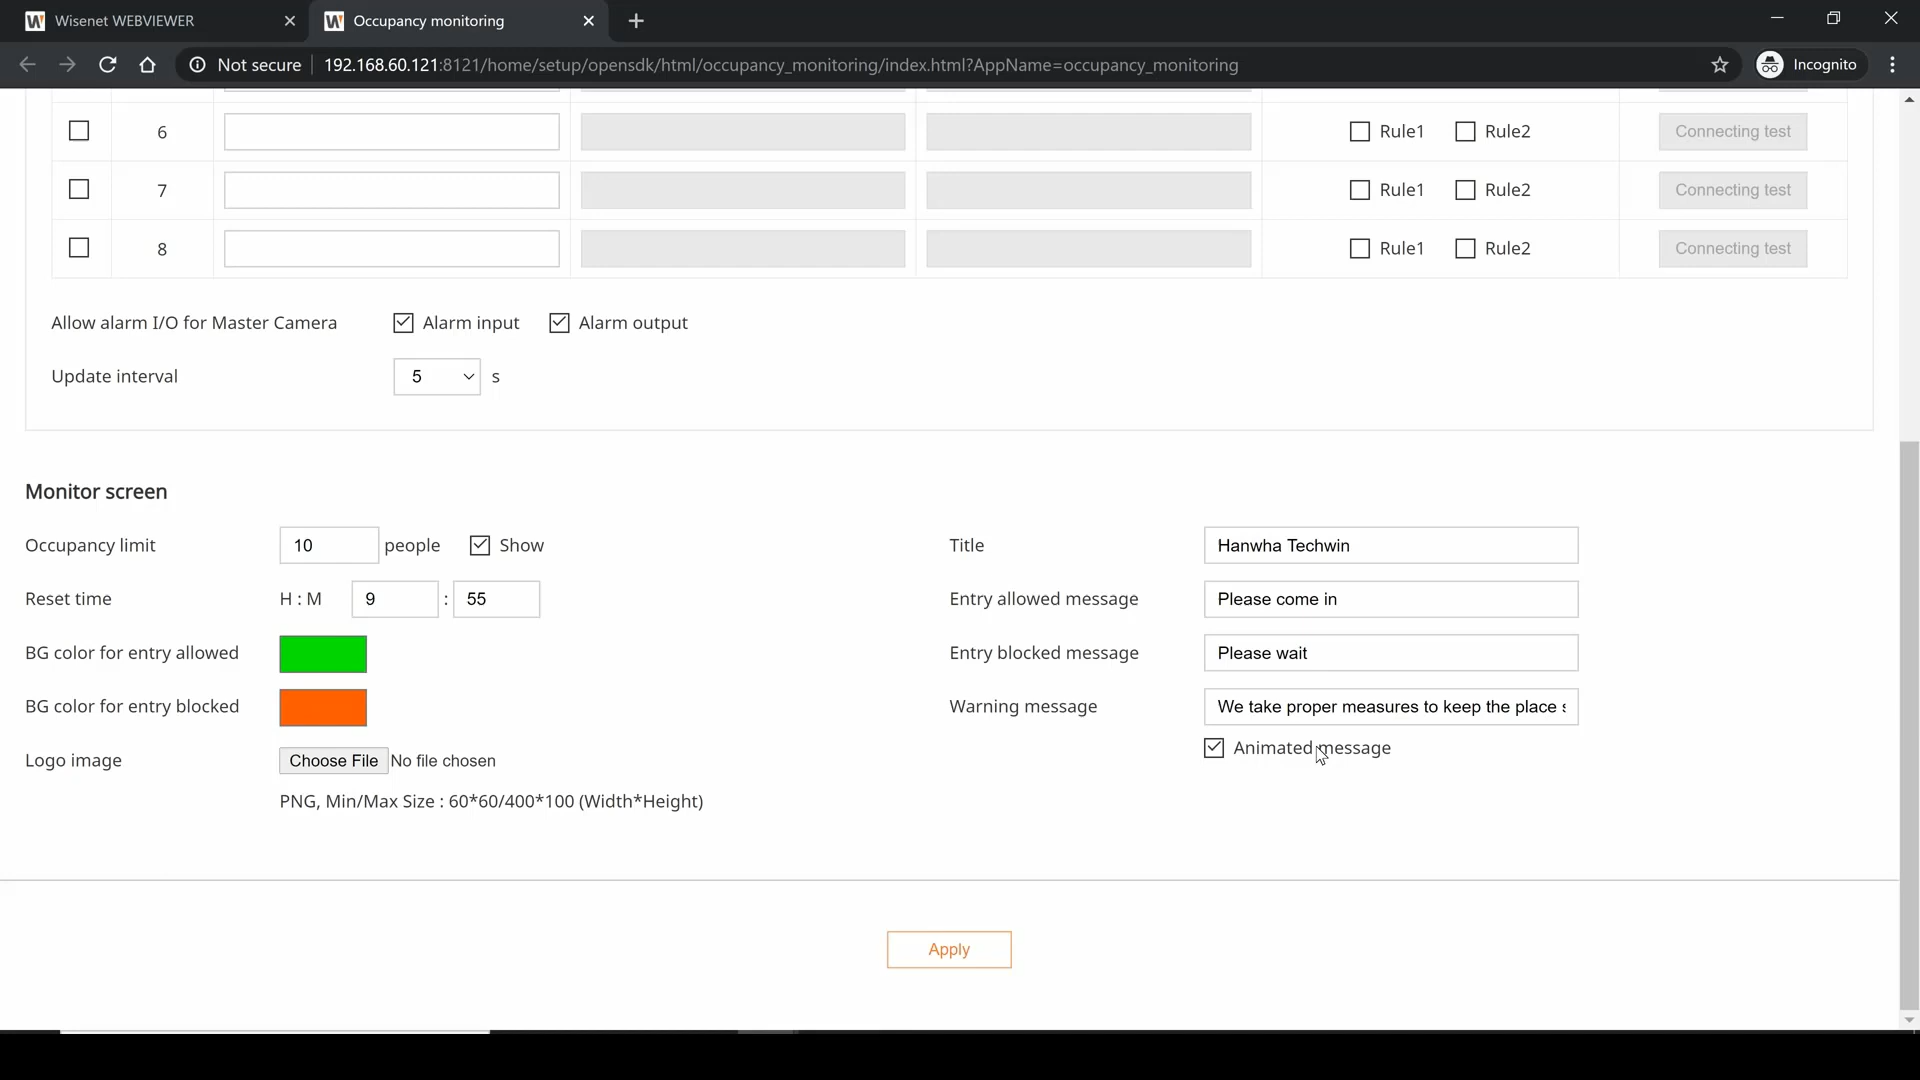 Wisenet WEBVIEWER
Occupancy monitoring
Not secure
192.168.60.121:8121/home/setup/opensdk/html/occupancy_monitoring/index.html?AppName=occupancy_monitoring
Incognito
6 Rule1 Rule2 Connecting test
7 Rule1 Rule2 Connecting test
8 Rule1 Rule2 Connecting test
Allow alarm I/O for Master Camera Alarm input Alarm output
Update interval 5 s
Monitor screen
Occupancy limit 10 people Show
Title Hanwha Techwin
Reset time H : M 9 : 55
Entry allowed message Please come in
BG color for entry allowed
Entry blocked message Please wait
BG color for entry blocked
Warning message We take proper measures to keep the place
Animated message
Logo image Choose File No file chosen
PNG, Min/Max Size : 60*60/400*100 (Width*Height)
Apply